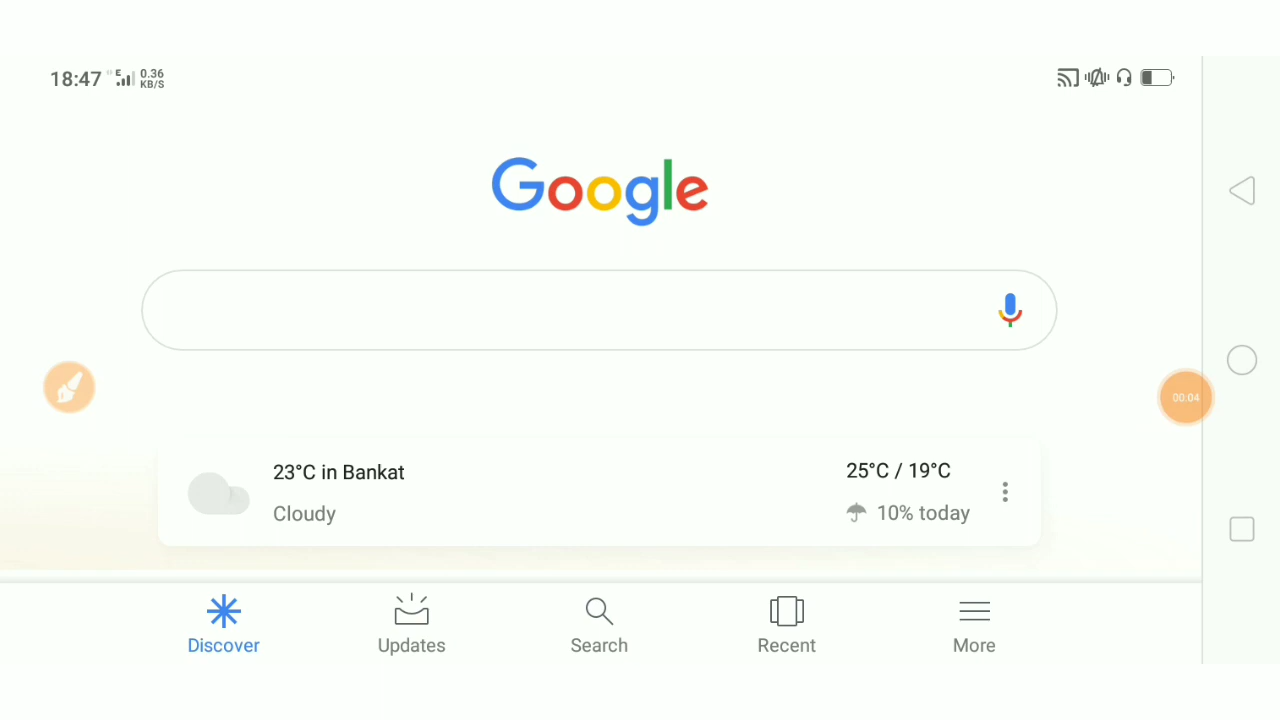 18:47 E 0.36 KB/S
Google
23°C in Bankat
25°C / 19°C
Cloudy
10% today
00:04
Discover
Updates
Search
Recent
More